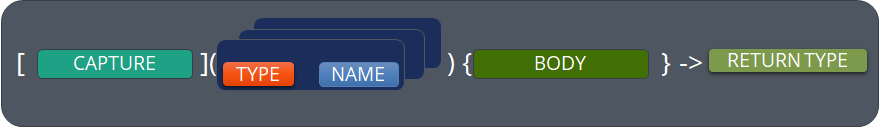 [ CAPTURE ]( TYPE NAME ) { BODY } -> RETURN TYPE